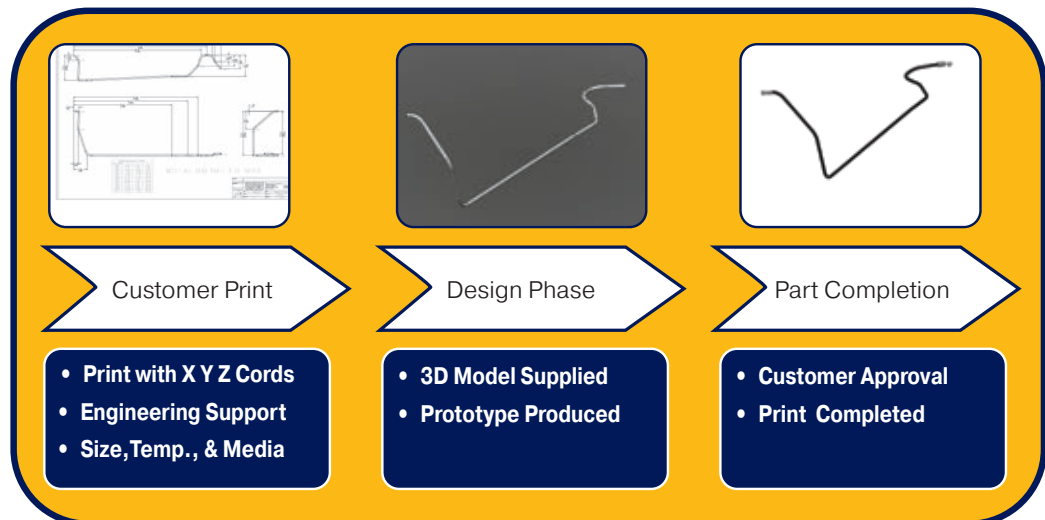 Customer Print
Design Phase
Part Completion
• Print with X Y Z Cords
• Engineering Support
• Size,Temp., & Media
• 3D Model Supplied
• Prototype Produced
• Customer Approval
• Print Completed